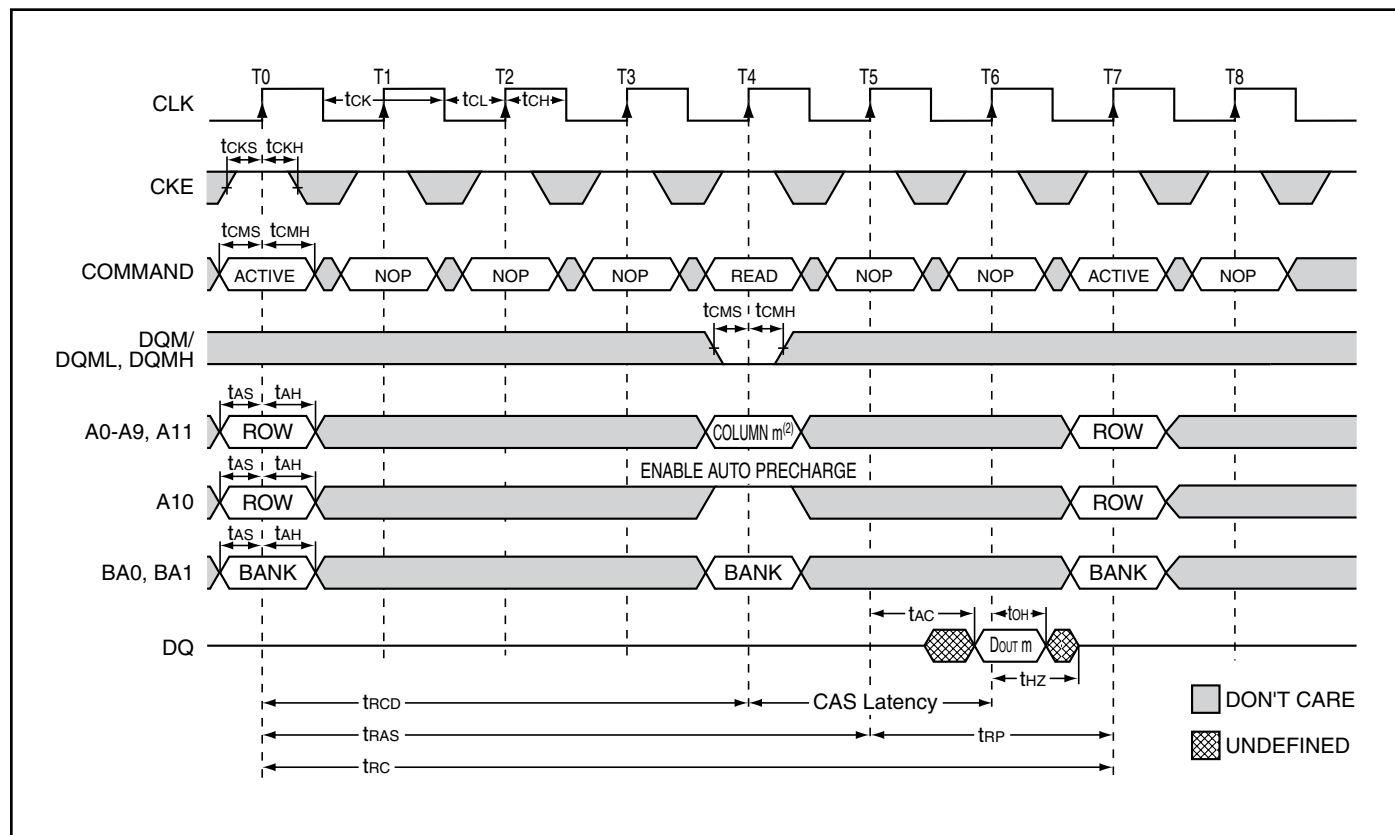 T0 T1 T2 T3 T4 T5 T6 T7 T8
CLK
tCK tCL tCH
tCKS tCKH
CKE
tCMS tCMH
COMMAND
ACTIVE NOP NOP NOP READ NOP NOP ACTIVE NOP
tCMS tCMH
DQM/
DQML, DQMH
tAS tAH
A0-A9, A11
ROW COLUMN m(2) ROW
tAS tAH
ENABLE AUTO PRECHARGE
A10
ROW ROW
tAS tAH
BA0, BA1
BANK BANK BANK
tAC tOH
DQ
DOUT m
tHZ
tRCD CAS Latency
tRAS tRP
tRC
DON'T CARE
UNDEFINED